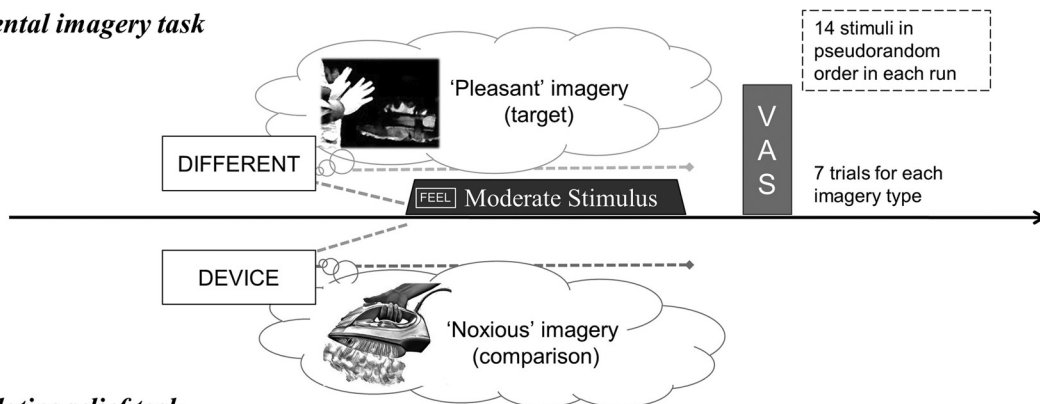 ental imagery task
14 stimuli in
pseudorandom
order in each run
'Pleasant' imagery
(target)
DIFFERENT
VAS
7 trials for each
imagery type
FEEL Moderate Stimulus
DEVICE
'Noxious' imagery
(comparison)